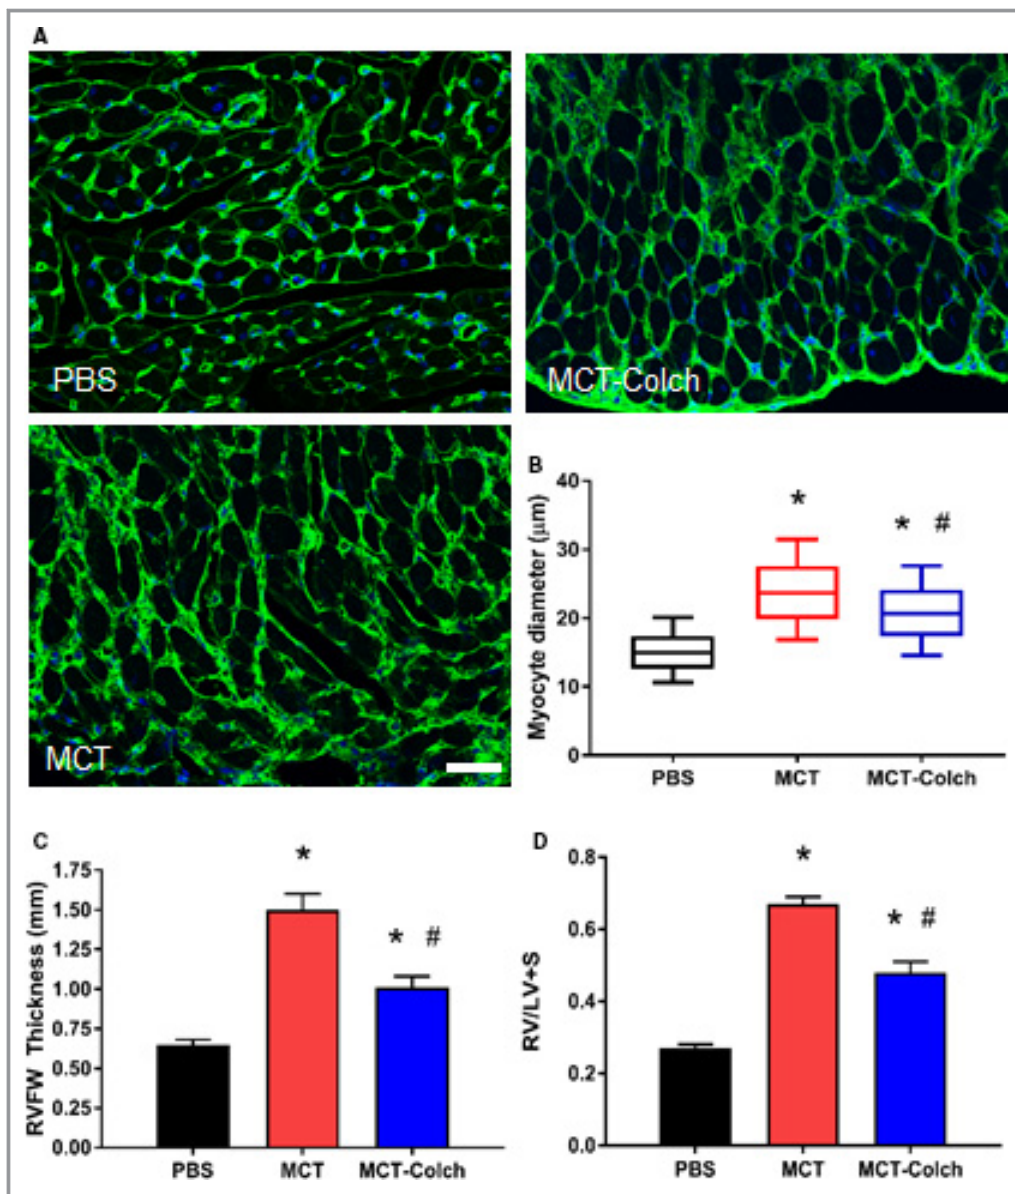 A
PBS
MCT-Colch
MCT
B
Myocyte diameter (μm)
40
30
20
10
0
*
* #
PBS MCT MCT-Colch
C
RVFW Thickness (mm)
1.75
1.50
1.25
1.00
0.75
0.50
0.25
0.00
*
* #
PBS MCT MCT-Colch
D
RV/LV+S
0.8
0.6
0.4
0.2
0.0
*
* #
PBS MCT MCT-Colch